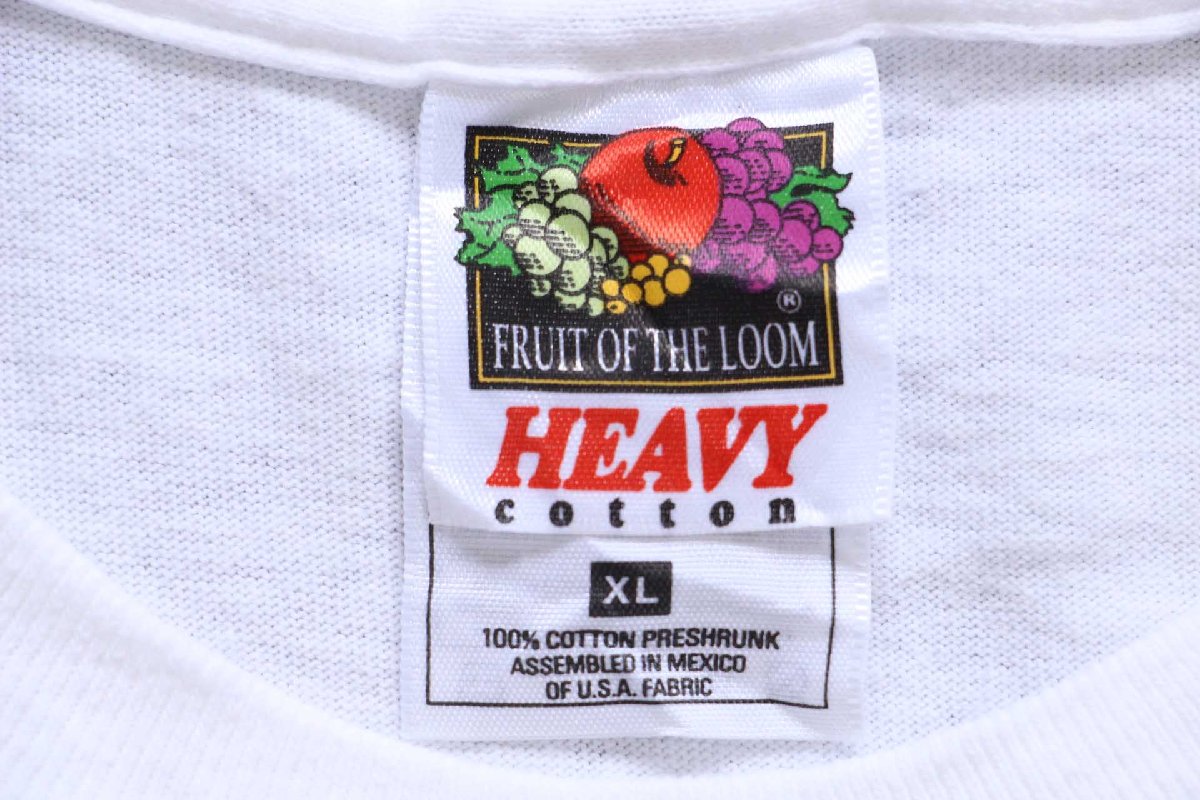 ®
FRUIT OF THE LOOM
HEAVY
cotton
XL
100% COTTON PRESHRUNK
ASSEMBLED IN MEXICO
OF U.S.A. FABRIC